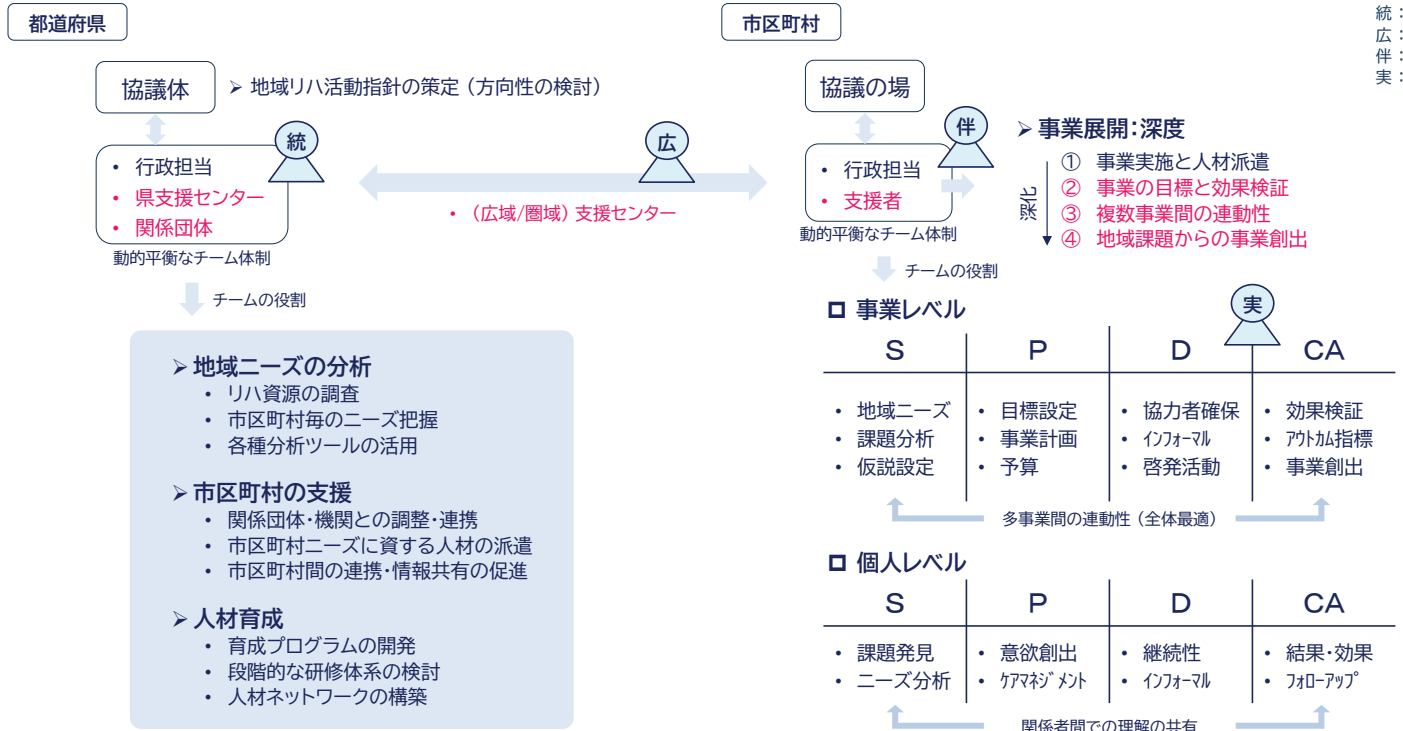 都道府県
協議体
➢ 地域リハ活動指針の策定（方向性の検討）
統
• 行政担当
• 県支援センター
• 関係団体
動的平衡なチーム体制
チームの役割
➢ 地域ニーズの分析
• リハ資源の調査
• 市区町村毎のニーズ把握
• 各種分析ツールの活用
➢ 市区町村の支援
• 関係団体・機関との調整・連携
• 市区町村ニーズに資する人材の派遣
• 市区町村間の連携・情報共有の促進
➢ 人材育成
• 育成プログラムの開発
• 段階的な研修体系の検討
• 人材ネットワークの構築
広
• （広域/圏域）支援センター
市区町村
協議の場
伴
• 行政担当
• 支援者
動的平衡なチーム体制
チームの役割
➢ 事業展開：深度
深化
① 事業実施と人材派遣
② 事業の目標と効果検証
③ 複数事業間の連動性
④ 地域課題からの事業創出
統：
広：
伴：
実：
事業レベル
実
S P D CA
• 地域ニーズ • 目標設定 • 協力者確保 • 効果検証
• 課題分析 • 事業計画 • ｲﾝﾌｫｰﾏﾙ • ｱｳﾄｶﾑ指標
• 仮説設定 • 予算 • 啓発活動 • 事業創出
多事業間の連動性（全体最適）
個人レベル
S P D CA
• 課題発見 • 意欲創出 • 継続性 • 結果・効果
• ニーズ分析 • ｹｱﾏﾈｼﾞﾒﾝﾄ • ｲﾝﾌｫｰﾏﾙ • ﾌｫﾛｰｱｯﾌﾟ
関係者間での理解の共有